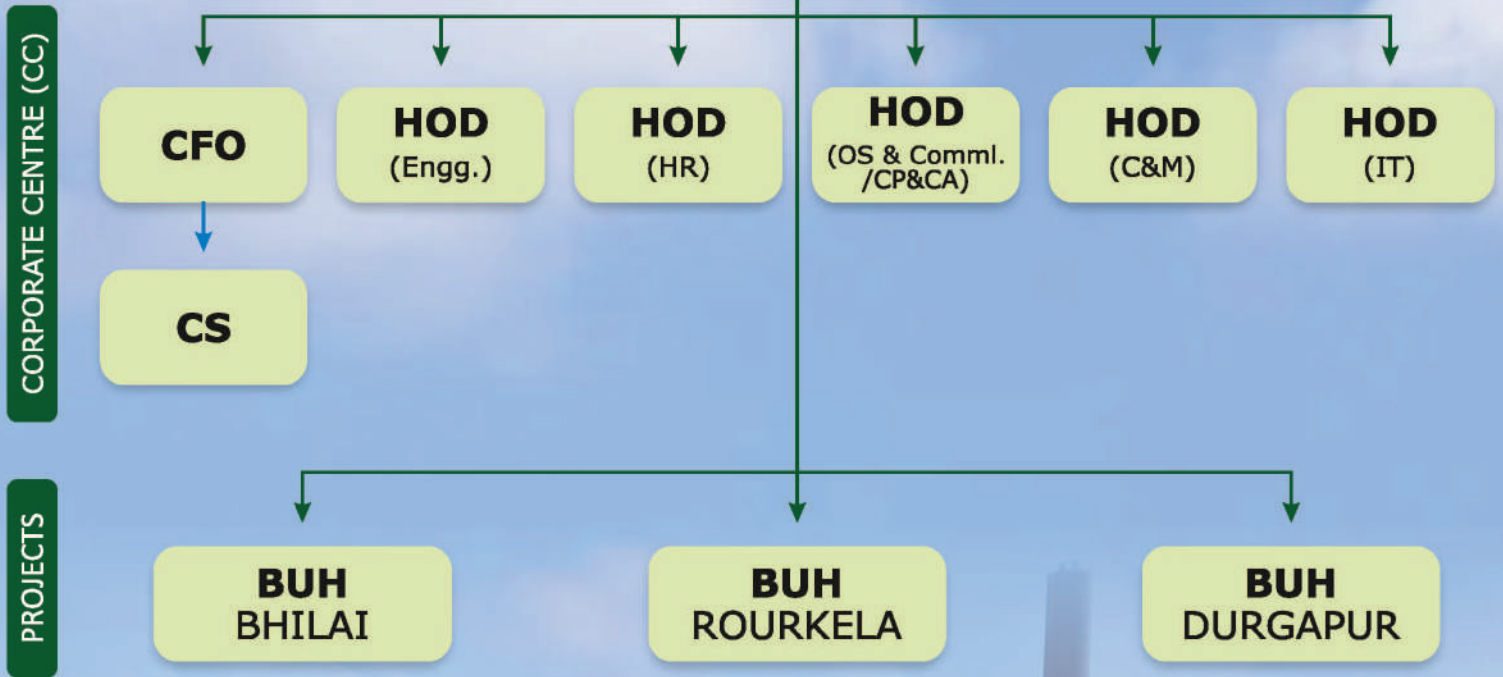 CORPORATE CENTRE (CC)
CFO
HOD
(Engg.)
HOD
(HR)
HOD
(OS & Comml.
/CP&CA)
HOD
(C&M)
HOD
(IT)
CS
PROJECTS
BUH
BHILAI
BUH
ROURKELA
BUH
DURGAPUR